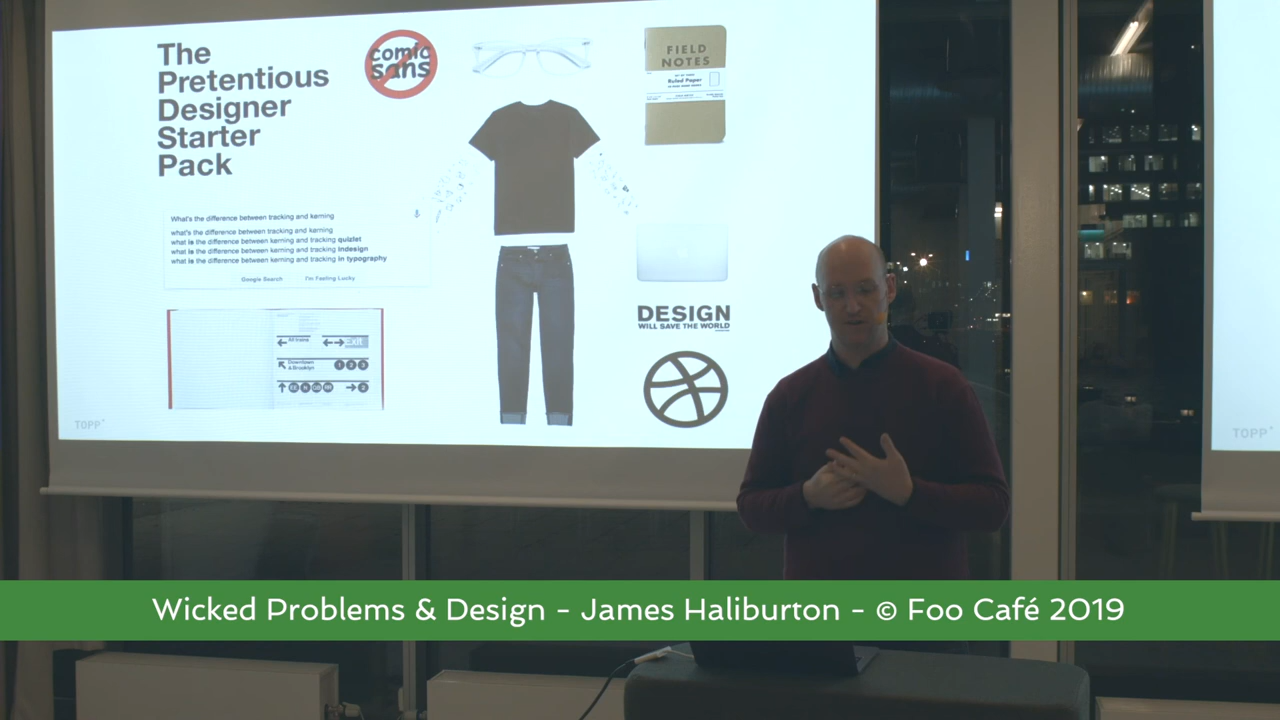 The
Pretentious
Designer
Starter
Pack
comic
sans
FIELD
NOTES
Ruled Paper
What's the difference between tracking and kerning
what's the difference between kerning and tracking
what is the difference between kerning and tracking quizlet
what is the difference between kerning and tracking indesign
what is the difference between kerning and tracking in typography
Google Search
I'm Feeling Lucky
All trains
Exit
Downtown
& Brooklyn
1 2 3
DESIGN
WILL SAVE THE WORLD
TOPP+
TOPP+
Wicked Problems & Design - James Haliburton - © Foo Café 2019